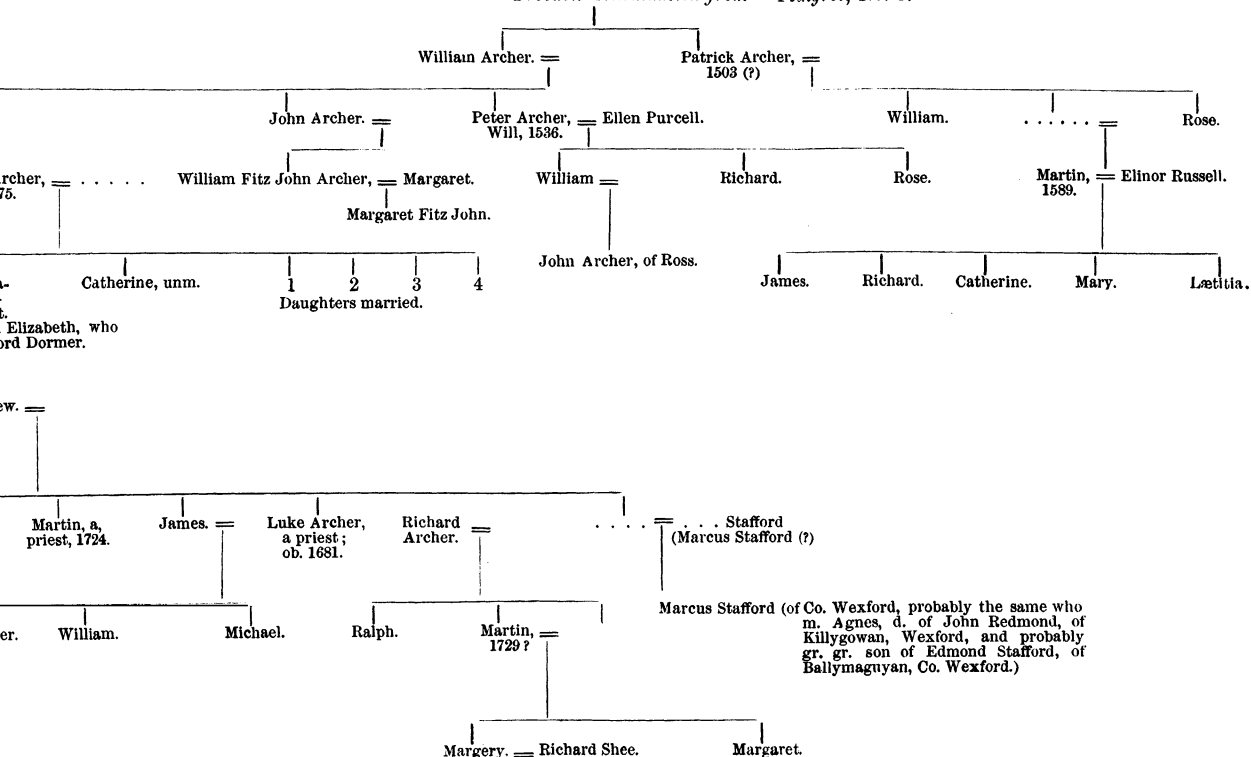 William Archer. = Patrick Archer, =
1503 (?)
John Archer. = Peter Archer, = Ellen Purcell. William. . . . . . . = Rose.
Will, 1536.
rcher, = . . . . . William Fitz John Archer, = Margaret. William = Richard. Rose. Martin, = Elinor Russell.
75. 1589.
Margaret Fitz John.
Catherine, unm. 1 2 3 4 John Archer, of Ross. James. Richard. Catherine. Mary. Lætitia.
Daughters married.
t.
Elizabeth, who
ord Dormer.
ew. =
Martin, a, James. = Luke Archer, Richard = . . . . = . . . Stafford
priest, 1724. a priest; Archer. (Marcus Stafford (?)
ob. 1681.
Marcus Stafford (of Co. Wexford, probably the same who
m. Agnes, d. of John Redmond, of
er. William. Michael. Ralph. Martin, = Killygowan, Wexford, and probably
1729? gr. gr. son of Edmond Stafford, of
Ballymagnyan, Co. Wexford.)
Margery. = Richard Shee. Margaret.